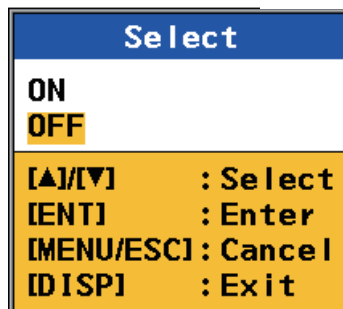 Select
ON
OFF
[▲]/[▼] :Select
[ENT] :Enter
[MENU/ESC]:Cancel
[DISP] :Exit